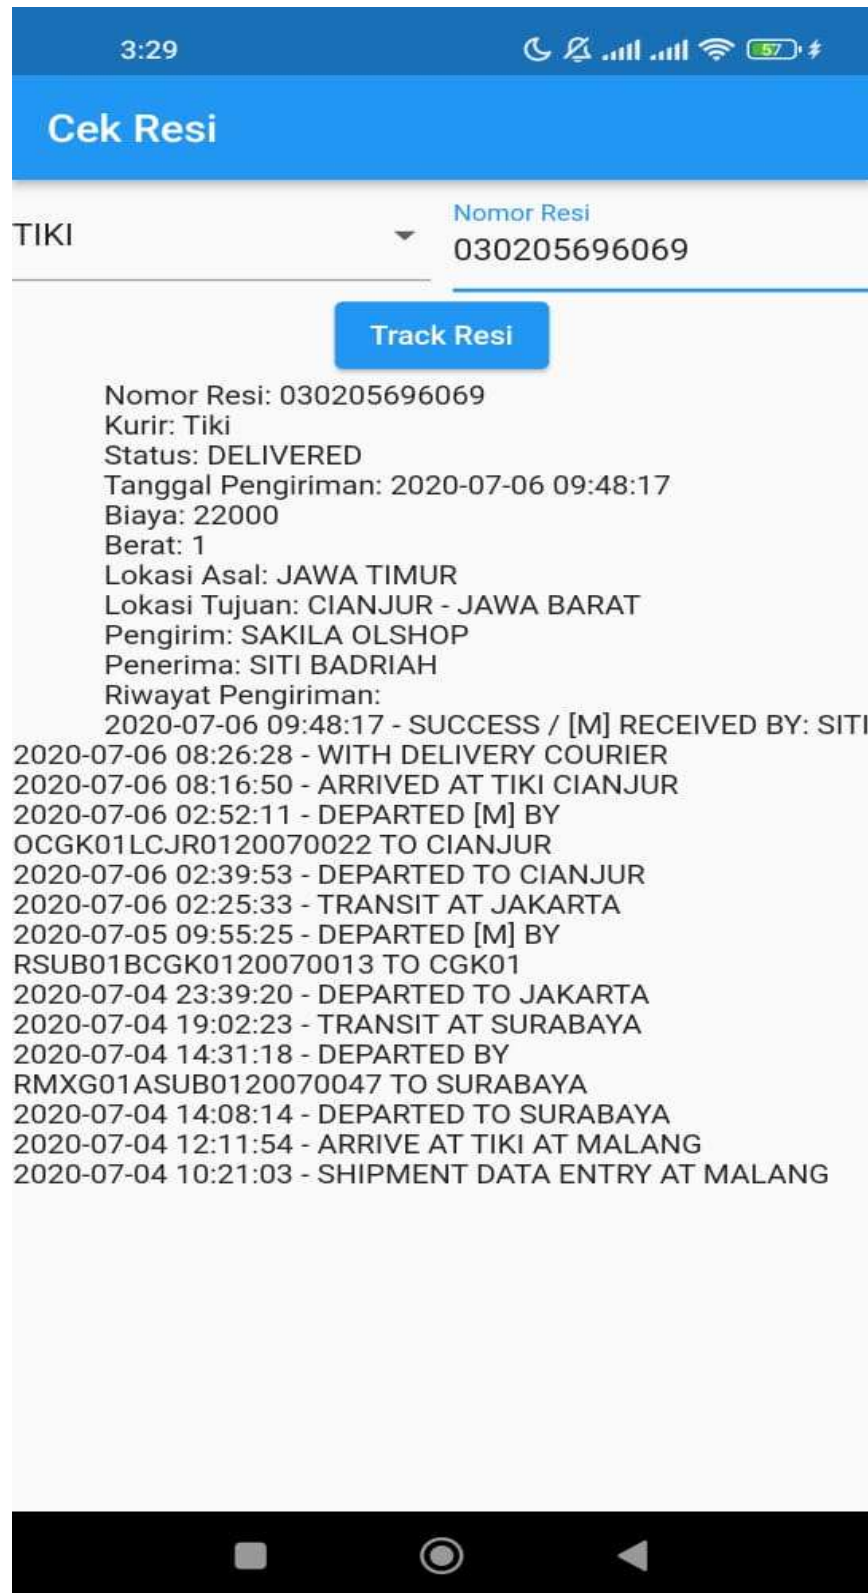 3:29
57
Cek Resi
TIKI
Nomor Resi
030205696069
Track Resi
Nomor Resi: 030205696069
Kurir: Tiki
Status: DELIVERED
Tanggal Pengiriman: 2020-07-06 09:48:17
Biaya: 22000
Berat: 1
Lokasi Asal: JAWA TIMUR
Lokasi Tujuan: CIANJUR - JAWA BARAT
Pengirim: SAKILA OLSHOP
Penerima: SITI BADRIAH
Riwayat Pengiriman:
2020-07-06 09:48:17 - SUCCESS / [M] RECEIVED BY: SITI
2020-07-06 08:26:28 - WITH DELIVERY COURIER
2020-07-06 08:16:50 - ARRIVED AT TIKI CIANJUR
2020-07-06 02:52:11 - DEPARTED [M] BY
OCGK01LCJR0120070022 TO CIANJUR
2020-07-06 02:39:53 - DEPARTED TO CIANJUR
2020-07-06 02:25:33 - TRANSIT AT JAKARTA
2020-07-05 09:55:25 - DEPARTED [M] BY
RSUB01BCGK0120070013 TO CGK01
2020-07-04 23:39:20 - DEPARTED TO JAKARTA
2020-07-04 19:02:23 - TRANSIT AT SURABAYA
2020-07-04 14:31:18 - DEPARTED BY
RMXG01ASUB0120070047 TO SURABAYA
2020-07-04 14:08:14 - DEPARTED TO SURABAYA
2020-07-04 12:11:54 - ARRIVE AT TIKI AT MALANG
2020-07-04 10:21:03 - SHIPMENT DATA ENTRY AT MALANG